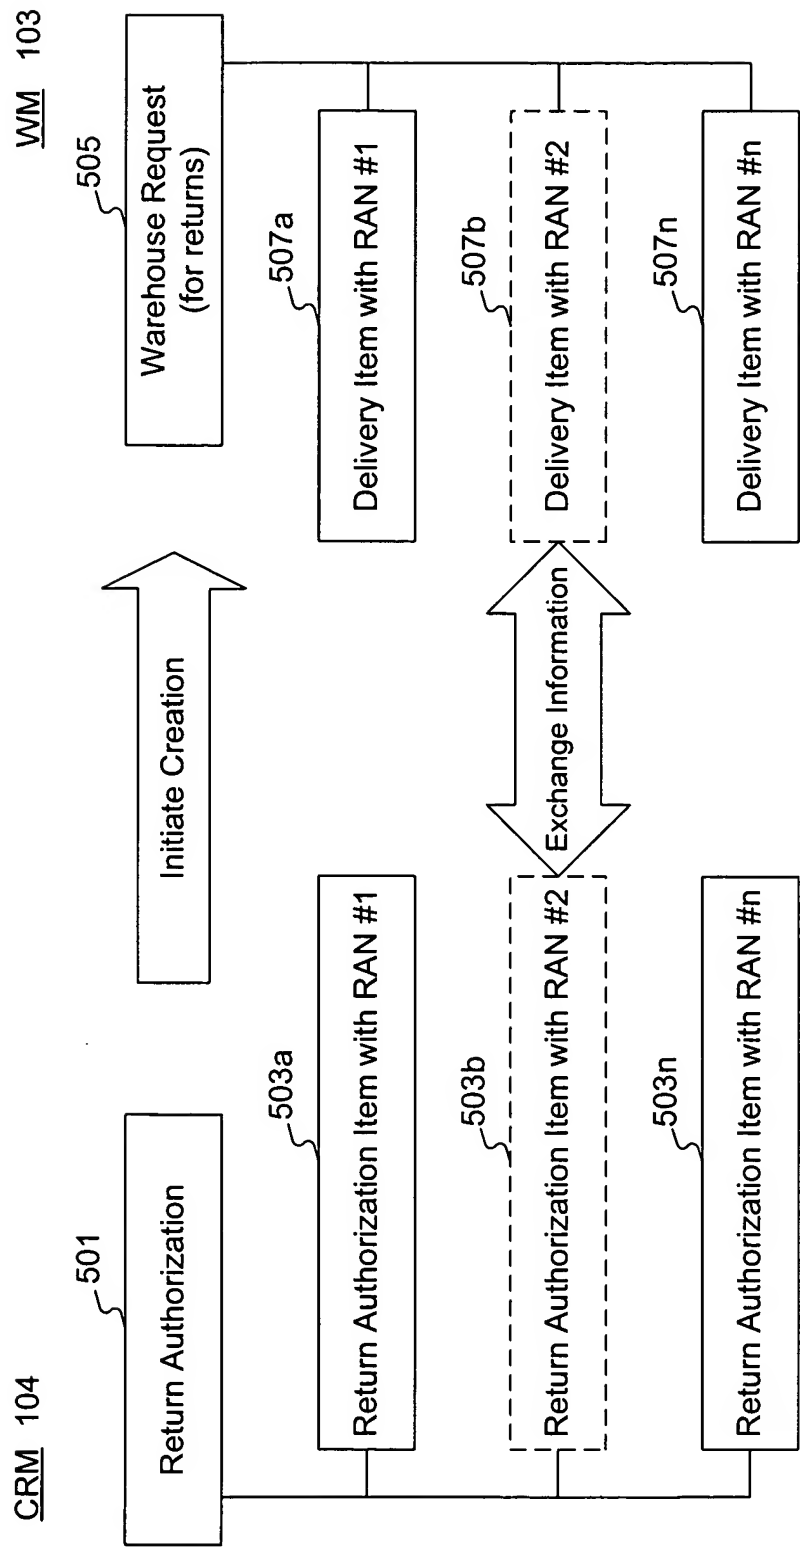 CRM 104
WM 103
501
Return Authorization
Initiate Creation
505
Warehouse Request
(for returns)
503a
Return Authorization Item with RAN #1
507a
Delivery Item with RAN #1
503b
Return Authorization Item with RAN #2
Exchange Information
507b
Delivery Item with RAN #2
503n
Return Authorization Item with RAN #n
507n
Delivery Item with RAN #n